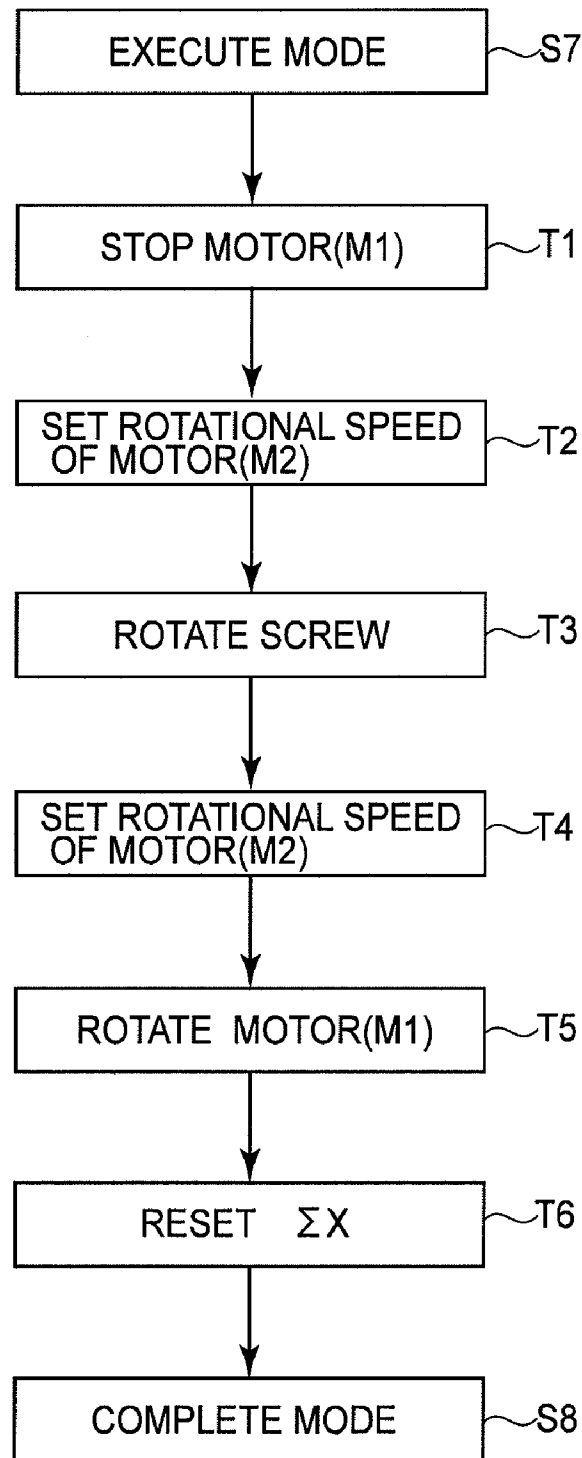 EXECUTE MODE S7
STOP MOTOR(M1) T1
SET ROTATIONAL SPEED
OF MOTOR(M2) T2
ROTATE SCREW T3
SET ROTATIONAL SPEED
OF MOTOR(M2) T4
ROTATE MOTOR(M1) T5
RESET ΣX T6
COMPLETE MODE S8